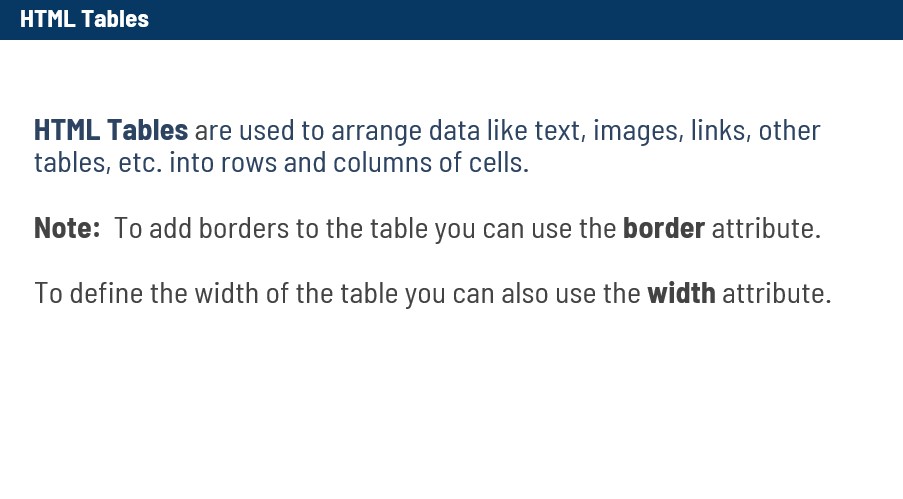 HTML Tables
HTML Tables are used to arrange data like text, images, links, other
tables, etc. into rows and columns of cells.
Note: To add borders to the table you can use the border attribute.
To define the width of the table you can also use the width attribute.